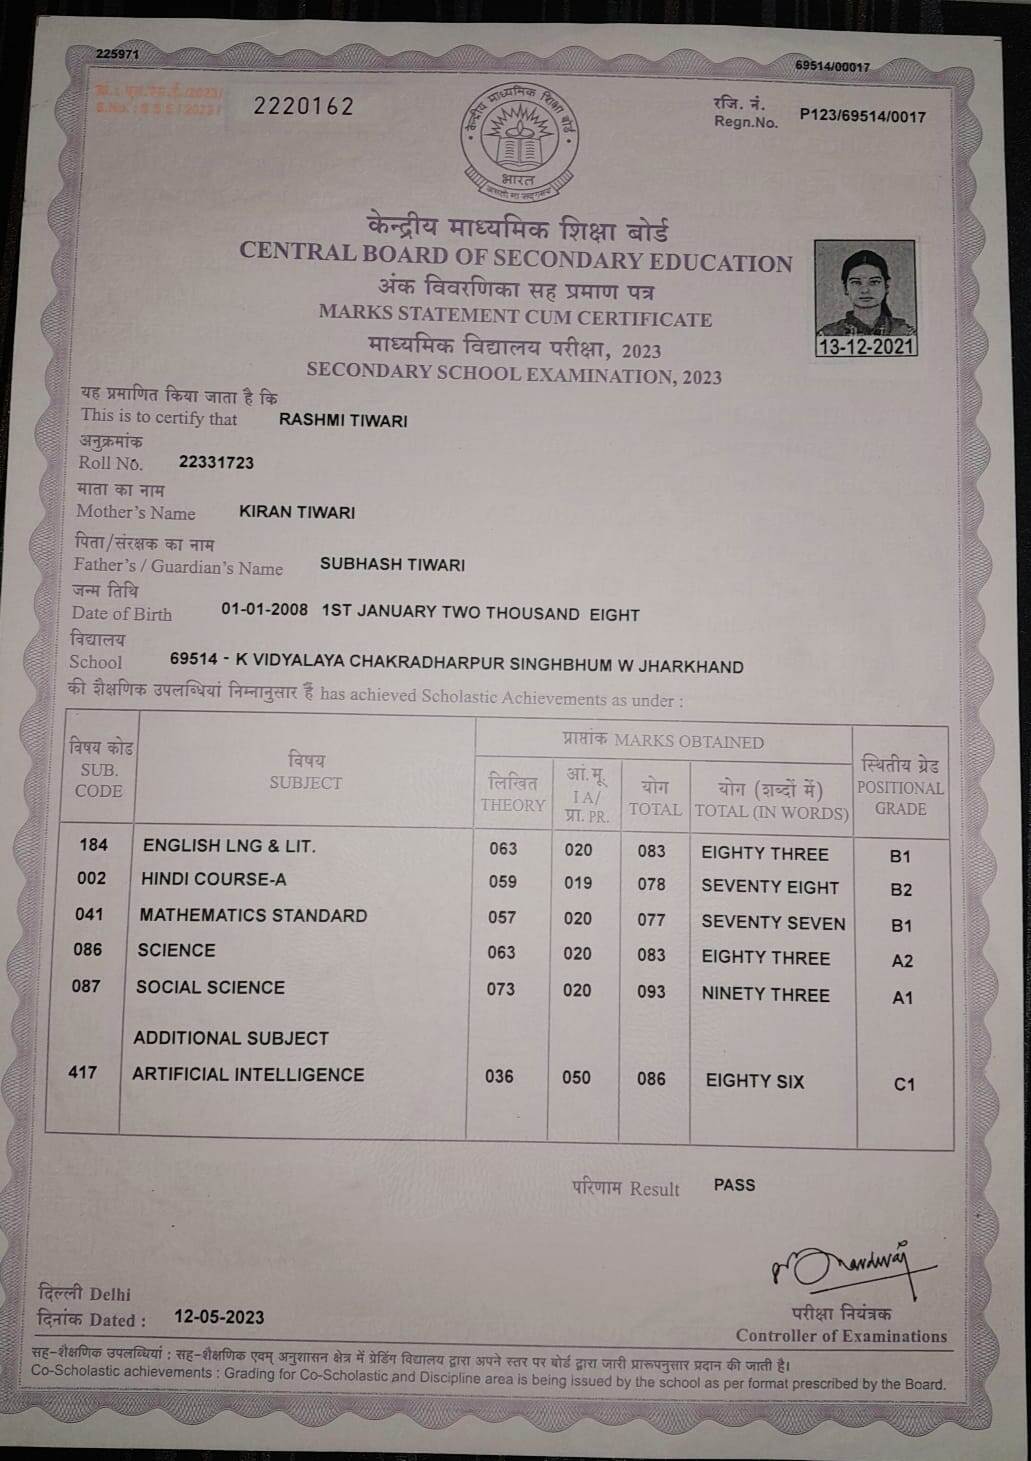 225971
69514/00017
2220162
रजि. नं.
Regn.No. P123/69514/0017
केन्द्रीय माध्यमिक शिक्षा बोर्ड
भारत
केन्द्रीय माध्यमिक शिक्षा बोर्ड
CENTRAL BOARD OF SECONDARY EDUCATION
अंक विवरणिका सह प्रमाण पत्र
MARKS STATEMENT CUM CERTIFICATE
माध्यमिक विद्यालय परीक्षा, 2023
SECONDARY SCHOOL EXAMINATION, 2023
13-12-2021
यह प्रमाणित किया जाता है कि
This is to certify that RASHMI TIWARI
अनुक्रमांक
Roll No. 22331723
माता का नाम
Mother's Name KIRAN TIWARI
पिता/संरक्षक का नाम
Father's / Guardian's Name SUBHASH TIWARI
जन्म तिथि
Date of Birth 01-01-2008 1ST JANUARY TWO THOUSAND EIGHT
विद्यालय
School 69514 - K VIDYALAYA CHAKRADHARPUR SINGHBHUM W JHARKHAND
की शैक्षणिक उपलब्धियां निम्नानुसार हैं has achieved Scholastic Achievements as under :
विषय कोड
SUB.
CODE
विषय
SUBJECT
प्राप्तांक MARKS OBTAINED
लिखित
THEORY
आं.मू.
I A/
प्रा. PR.
योग
TOTAL
योग (शब्दों में)
TOTAL (IN WORDS)
स्थितीय ग्रेड
POSITIONAL
GRADE
184 ENGLISH LNG & LIT. 063 020 083 EIGHTY THREE B1
002 HINDI COURSE-A 059 019 078 SEVENTY EIGHT B2
041 MATHEMATICS STANDARD 057 020 077 SEVENTY SEVEN B1
086 SCIENCE 063 020 083 EIGHTY THREE A2
087 SOCIAL SCIENCE 073 020 093 NINETY THREE A1
ADDITIONAL SUBJECT
417 ARTIFICIAL INTELLIGENCE 036 050 086 EIGHTY SIX C1
परिणाम Result PASS
दिल्ली Delhi
दिनांक Dated : 12-05-2023
परीक्षा नियंत्रक
Controller of Examinations
सह-शैक्षणिक उपलब्धियां : सह-शैक्षणिक एवम् अनुशासन क्षेत्र में ग्रेडिंग विद्यालय द्वारा अपने स्तर पर बोर्ड द्वारा जारी प्रारूपनुसार प्रदान की जाती है।
Co-Scholastic achievements : Grading for Co-Scholastic and Discipline area is being issued by the school as per format prescribed by the Board.